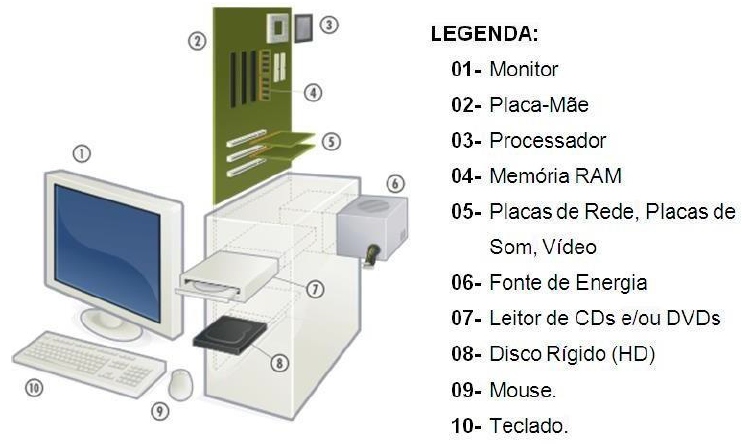 2
3
4
5
1
6
7
8
10
9
LEGENDA:
01- Monitor
02- Placa-Mãe
03- Processador
04- Memória RAM
05- Placas de Rede, Placas de
Som, Vídeo
06- Fonte de Energia
07- Leitor de CDs e/ou DVDs
08- Disco Rígido (HD)
09- Mouse.
10- Teclado.